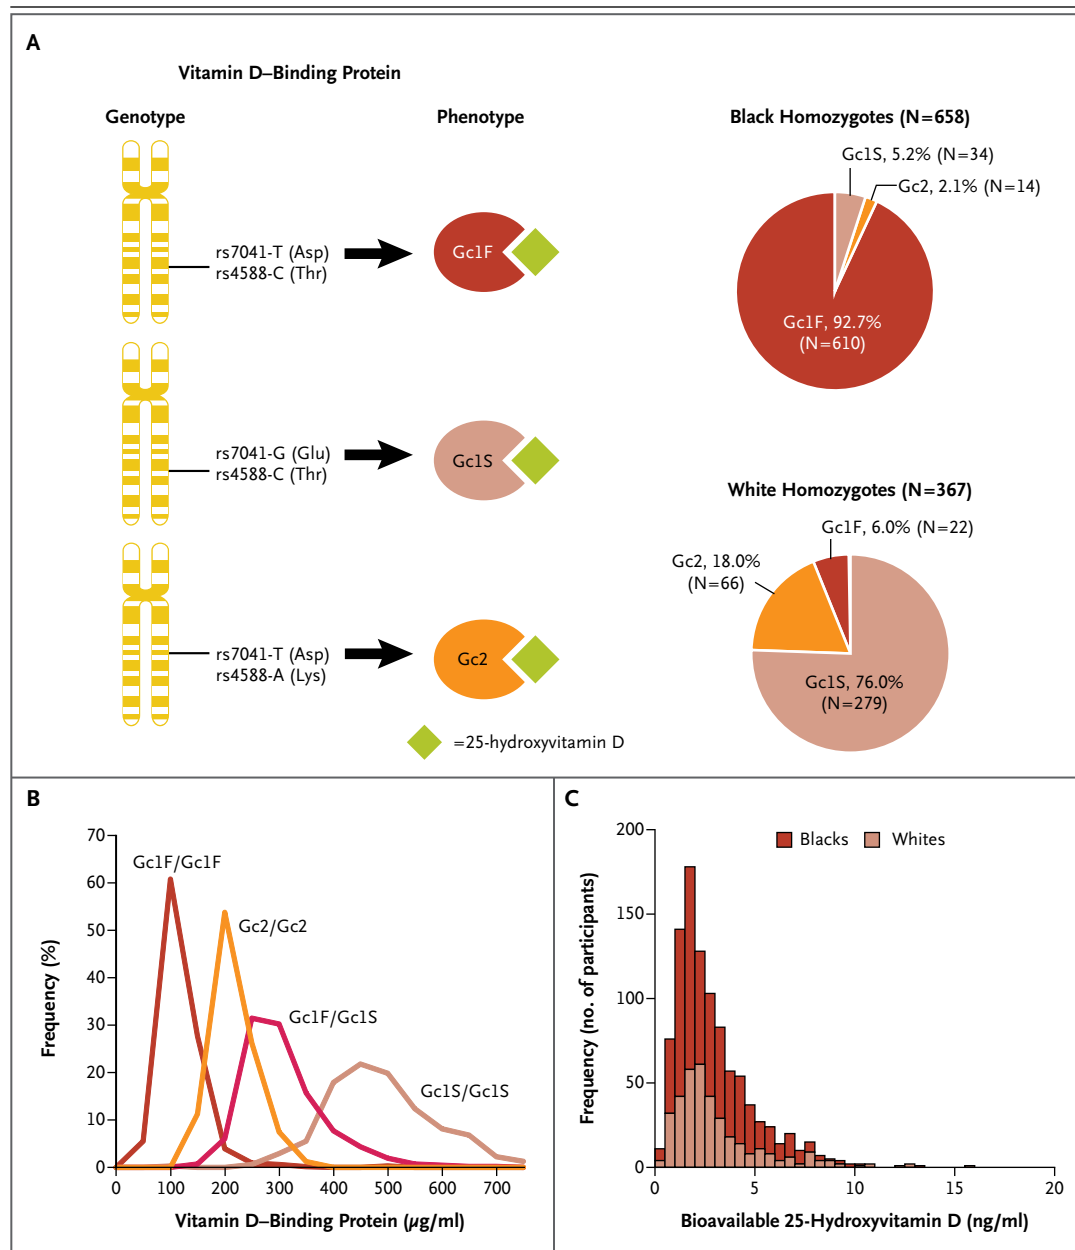 A
Vitamin D–Binding Protein
Genotype
Phenotype
rs7041-T (Asp)
rs4588-C (Thr)
Gc1F
rs7041-G (Glu)
rs4588-C (Thr)
Gc1S
rs7041-T (Asp)
rs4588-A (Lys)
Gc2
=25-hydroxyvitamin D
Black Homozygotes (N=658)
Gc1S, 5.2% (N=34)
Gc2, 2.1% (N=14)
Gc1F, 92.7%
(N=610)
White Homozygotes (N=367)
Gc1F, 6.0% (N=22)
Gc2, 18.0%
(N=66)
Gc1S, 76.0%
(N=279)
B
Frequency (%)
70
60
50
40
30
20
10
0
Gc1F/Gc1F
Gc2/Gc2
Gc1F/Gc1S
Gc1S/Gc1S
0 100 200 300 400 500 600 700
Vitamin D–Binding Protein (µg/ml)
C
Frequency (no. of participants)
200
150
100
50
0
Blacks Whites
0 5 10 15 20
Bioavailable 25-Hydroxyvitamin D (ng/ml)